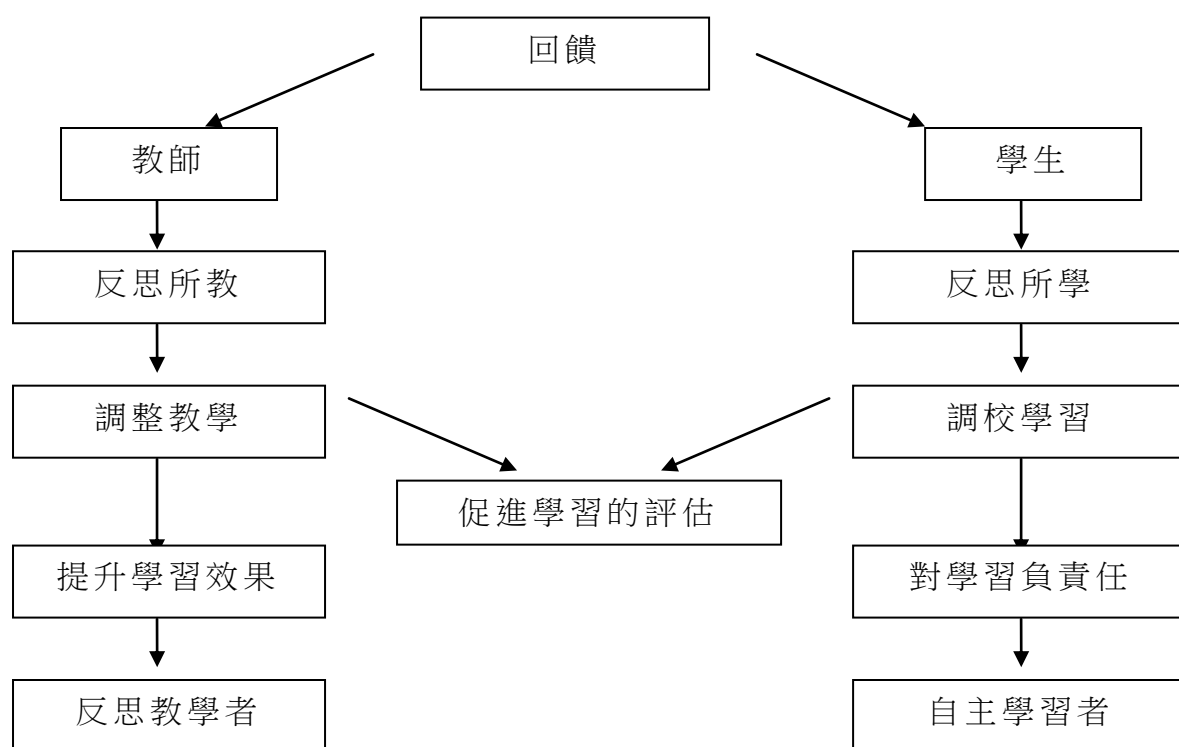 回饋
教師
學生
反思所教
反思所學
調整教學
調校學習
促進學習的評估
提升學習效果
對學習負責任
反思教學者
自主學習者